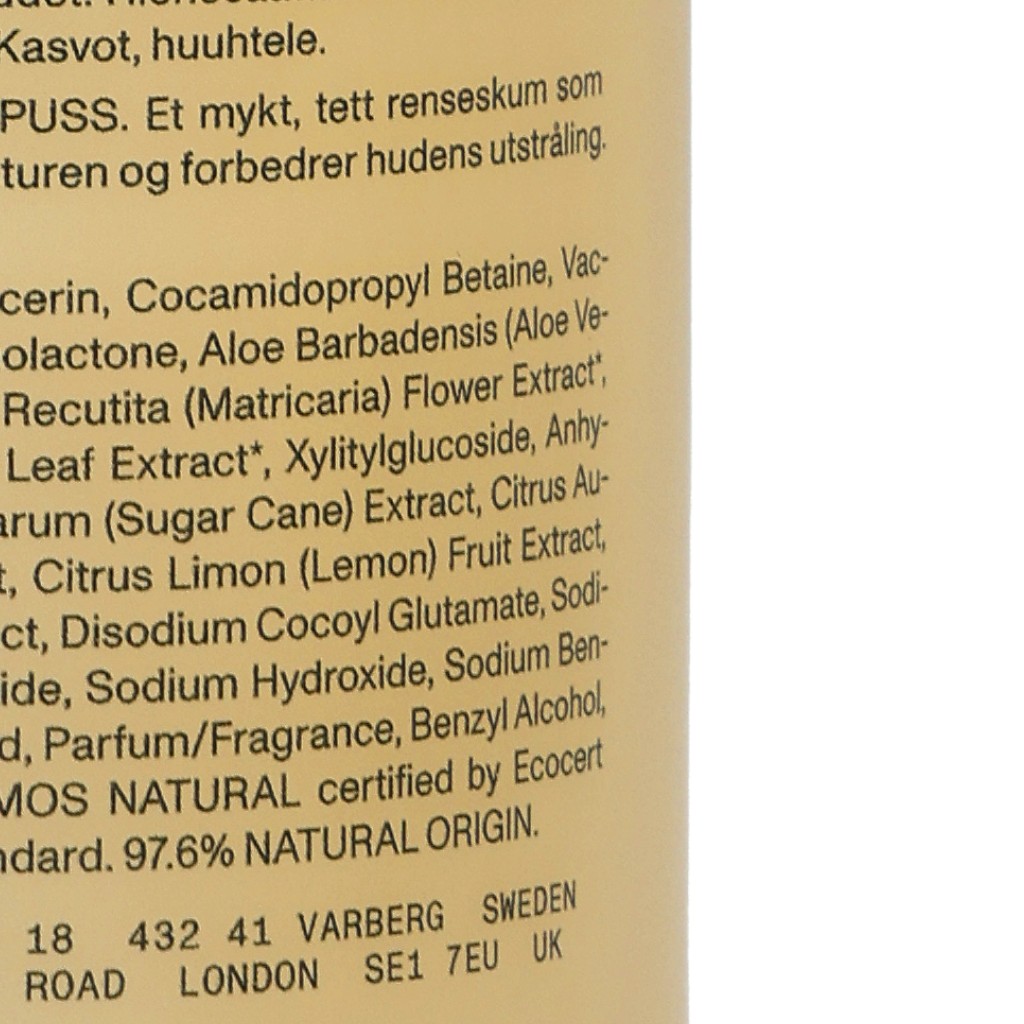 Kasvot, huuhtele.
PUSS. Et mykt, tett renseskum som
turen og forbedrer hudens utstråling.
cerin, Cocamidopropyl Betaine, Vac-
olactone, Aloe Barbadensis (Aloe Ve-
Recutita (Matricaria) Flower Extract*,
Leaf Extract*, Xylitylglucoside, Anhy-
arum (Sugar Cane) Extract, Citrus Au-
t, Citrus Limon (Lemon) Fruit Extract,
ct, Disodium Cocoyl Glutamate, Sodi-
ide, Sodium Hydroxide, Sodium Ben-
d, Parfum/Fragrance, Benzyl Alcohol,
MOS NATURAL certified by Ecocert
ndard. 97.6% NATURAL ORIGIN.
18 432 41 VARBERG SWEDEN
ROAD LONDON SE1 7EU UK